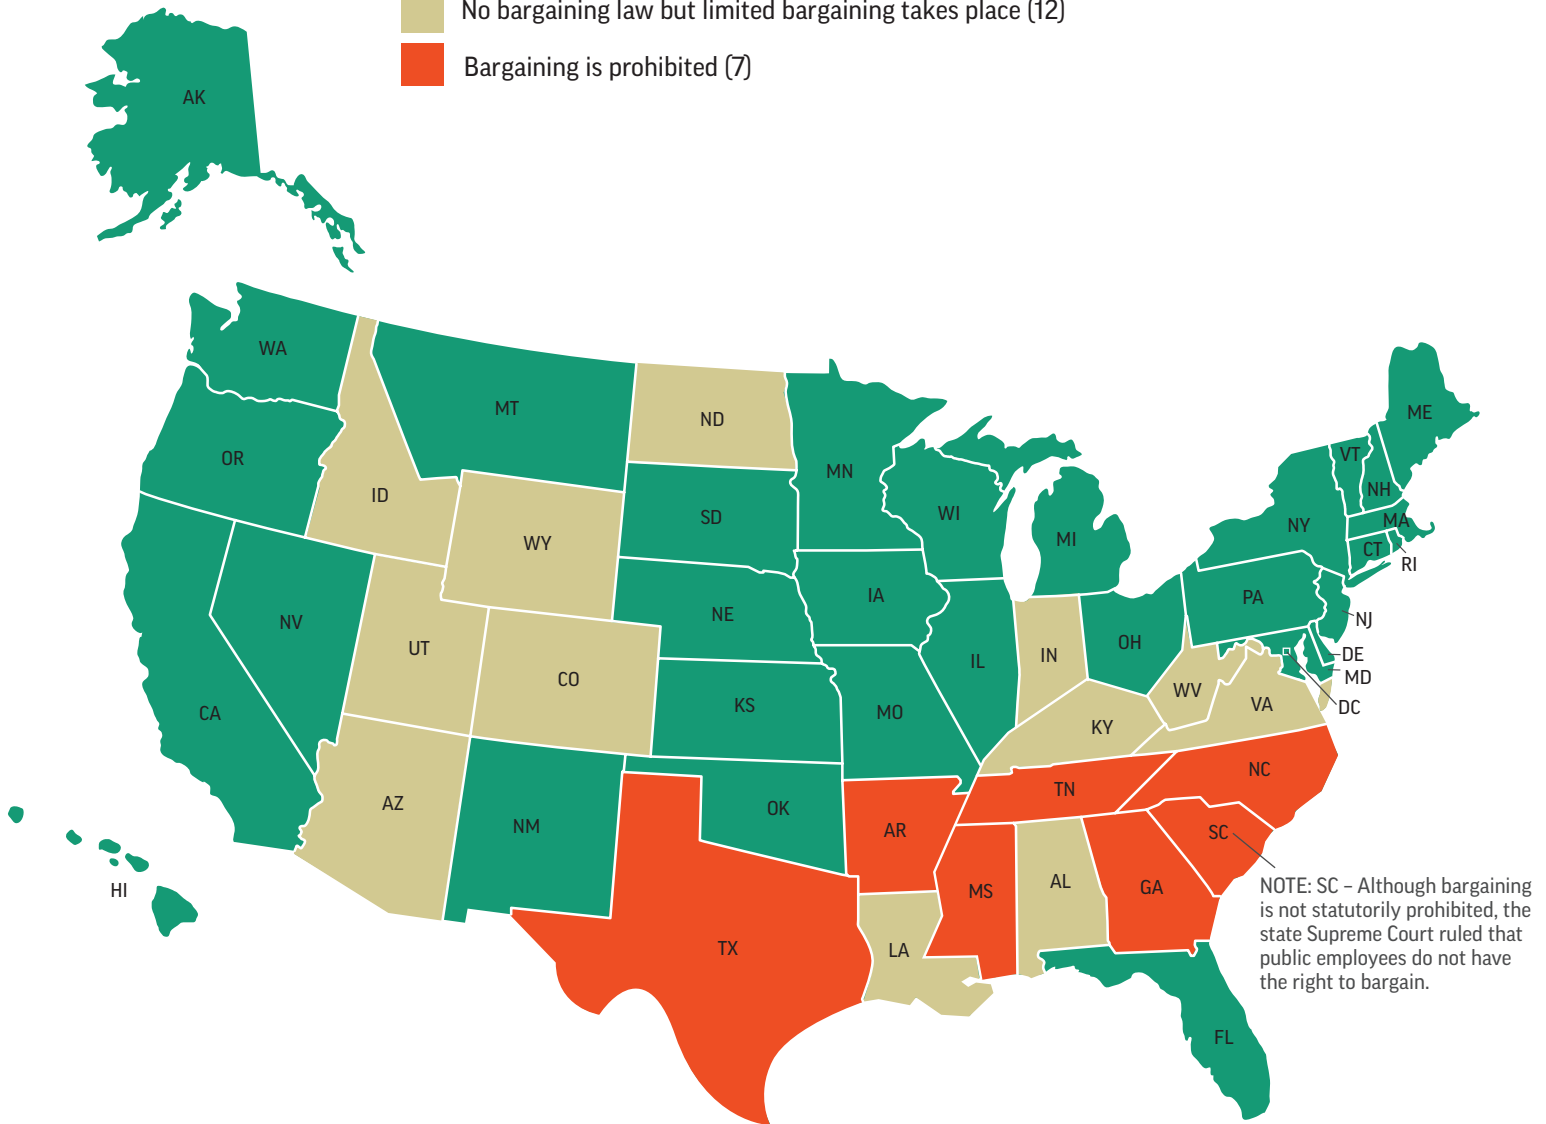 No bargaining law but limited bargaining takes place (12)
Bargaining is prohibited (7)
AK
WA
MT
ND
ME
OR
VT
MN
NH
ID
SD
WI
NY
MA
WY
MI
CT
RI
IA
PA
NE
NV
NJ
UT
OH
IN
DE
IL
MD
CO
WV
KS
VA
DC
CA
MO
KY
NC
TN
AZ
OK
NM
AR
SC
HI
AL
GA
MS
NOTE: SC – Although bargaining
is not statutorily prohibited, the
state Supreme Court ruled that
public employees do not have
the right to bargain.
TX
LA
FL